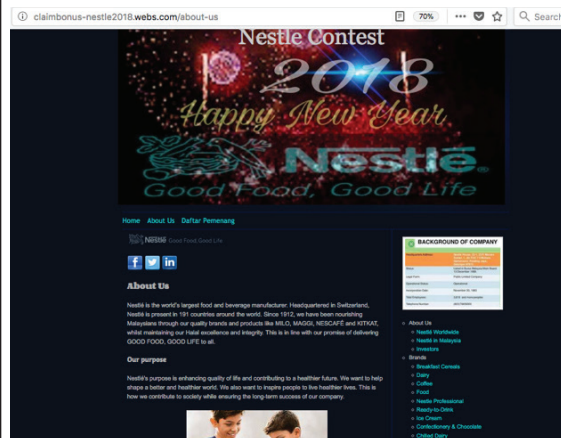 claimbonus-nestle2018.webs.com/about-us
70%
Search
Nestle Contest
2018
Happy New Year
Nestlé
Good Food, Good Life
Home About Us Daftar Pemenang
Nestlé Good Food, Good Life
About Us
Nestlé is the world's largest food and beverage manufacturer. Headquartered in Switzerland,
Nestlé is present in 191 countries around the world. Since 1912, we have been nourishing
Malaysians through our quality brands and products like MILO, MAGGI, NESCAFÉ and KITKAT,
whilst maintaining our Halal excellence and integrity. This is in line with our promise of delivering
GOOD FOOD, GOOD LIFE to all.
Our purpose
Nestlé's purpose is enhancing quality of life and contributing to a healthier future. We want to help
shape a better and healthier world. We also want to inspire people to live healthier lives. This is
how we contribute to society while ensuring the long-term success of our company.
BACKGROUND OF COMPANY
About Us
Nestlé Worldwide
Nestlé in Malaysia
Investors
Brands
Breakfast Cereals
Dairy
Coffee
Food
Nestle Professional
Ready-to-Drink
Ice Cream
Confectionery & Chocolate
Chilled Dairy